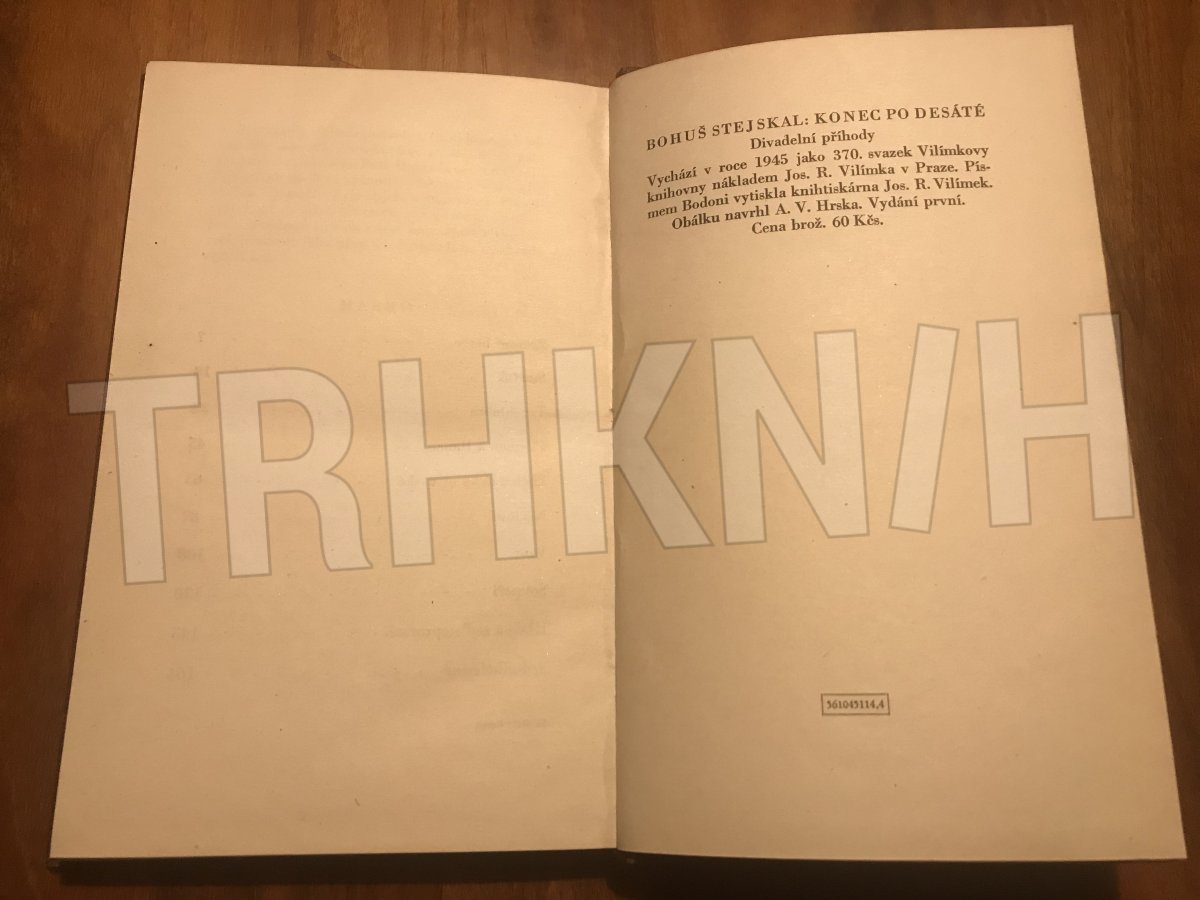 BOHUŠ STEJSKAL: KONEC PO DESÁTÉ
Divadelní příhody
Vychází v roce 1945 jako 370. svazek Vilímkovy
knihovny nákladem Jos. R. Vilímka v Praze. Pís-
mem Bodoni vytiskla knihtiskárna Jos. R. Vilímek.
Obálku navrhl A. V. Hrska. Vydání první.
Cena brož. 60 Kčs.
TRHKN/H
561045114,4